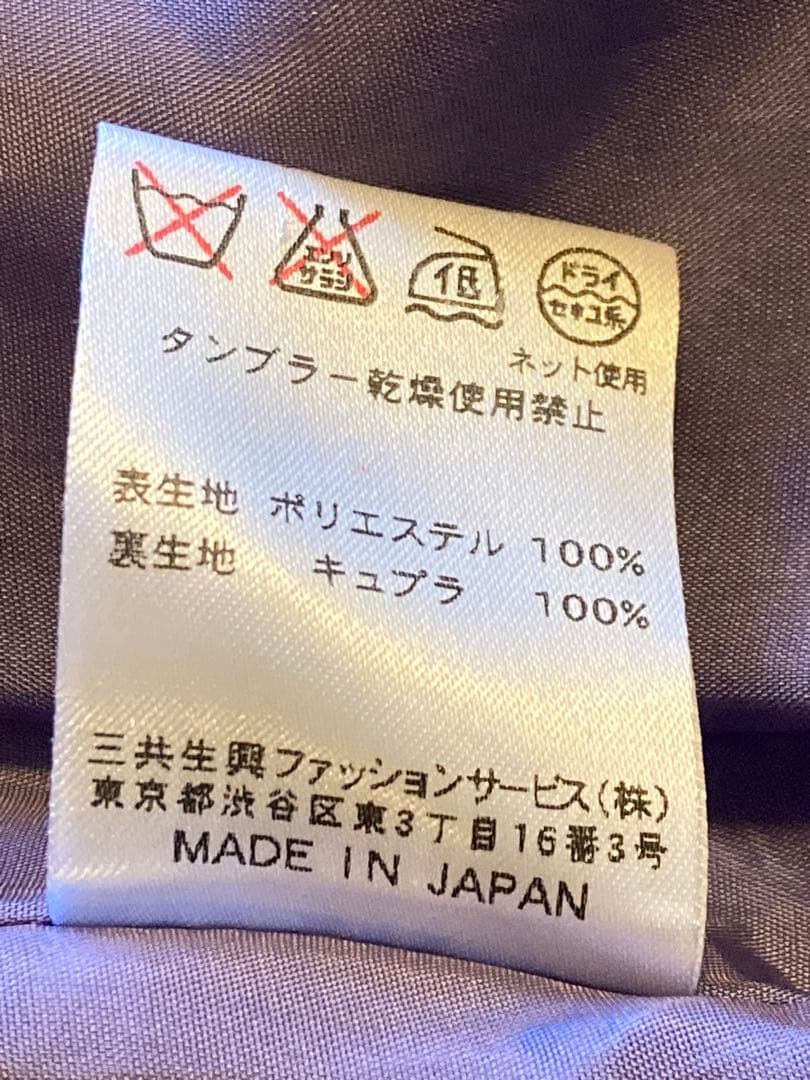 エンソ
サラシ
低
ドライ
セキユ系
ネット使用
タンブラー乾燥使用禁止
表生地 ポリエステル 100%
裏生地 キュプラ 100%
三共生興ファッションサービス(株)
東京都渋谷区東3丁目16番3号
MADE IN JAPAN